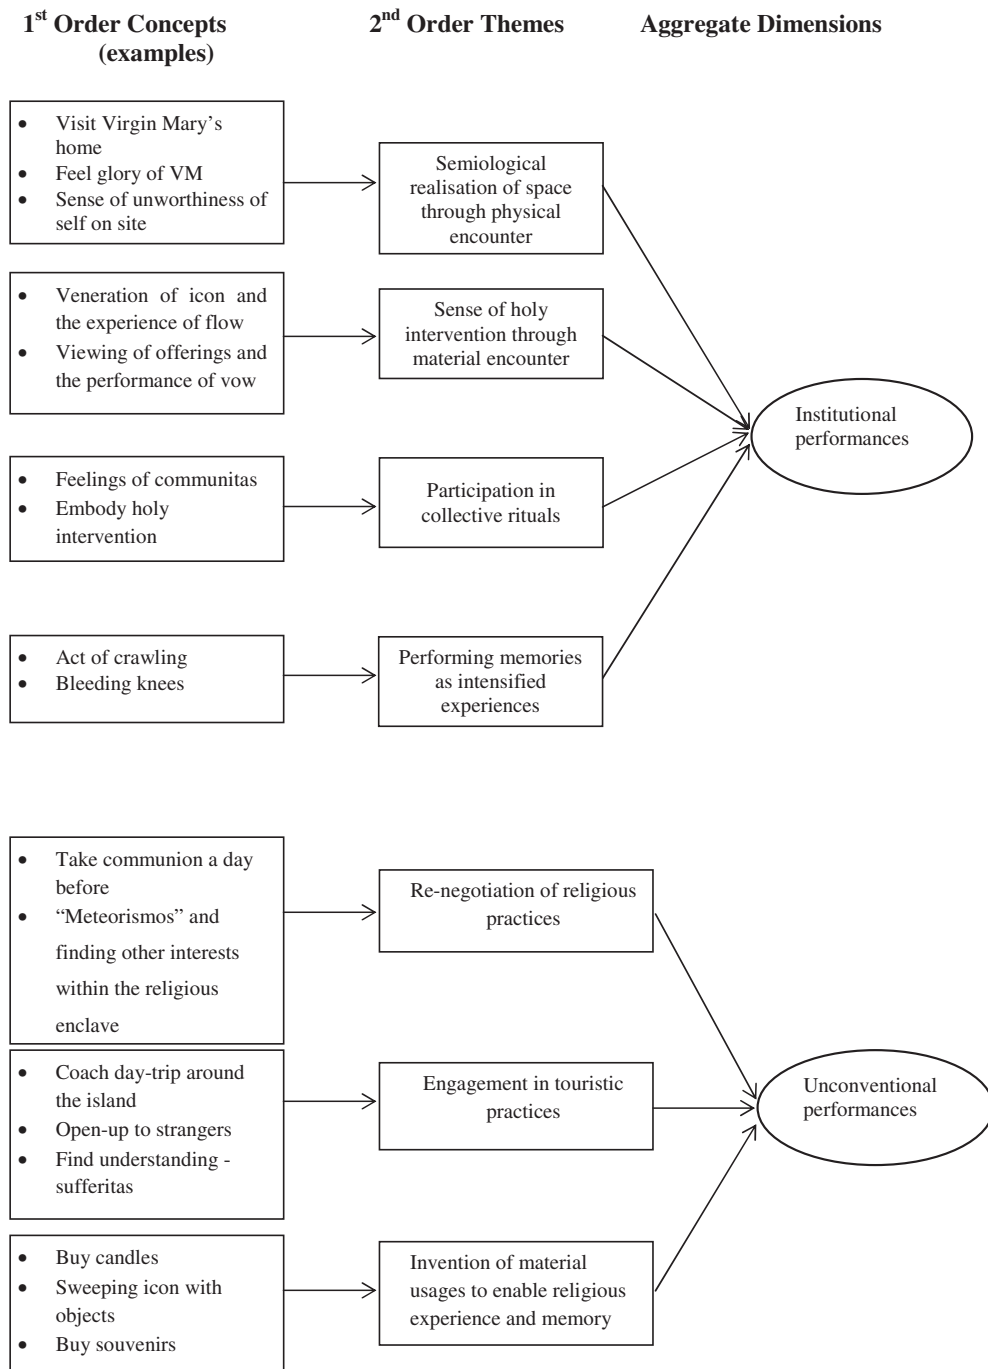 1st Order Concepts
(examples)
2nd Order Themes
Aggregate Dimensions
• Visit Virgin Mary's
home
• Feel glory of VM
• Sense of unworthiness of
self on site
Semiological
realisation of space
through physical
encounter
• Veneration of icon and
the experience of flow
• Viewing of offerings and
the performance of vow
Sense of holy
intervention through
material encounter
Institutional
performances
• Feelings of communitas
• Embody holy
intervention
Participation in
collective rituals
• Act of crawling
• Bleeding knees
Performing memories
as intensified
experiences
• Take communion a day
before
• “Meteorismos” and
finding other interests
within the religious
enclave
Re-negotiation of religious
practices
• Coach day-trip around
the island
• Open-up to strangers
• Find understanding -
sufferitas
Engagement in touristic
practices
Unconventional
performances
• Buy candles
• Sweeping icon with
objects
• Buy souvenirs
Invention of material
usages to enable religious
experience and memory